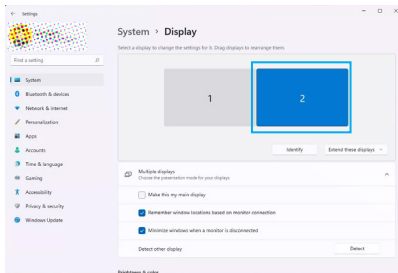 Settings
System > Display
Select a display to change the settings for it. Drag displays to rearrange them.
Find a setting
System
Bluetooth & devices
Network & internet
Personalization
Apps
Accounts
Time & language
Gaming
Accessibility
Privacy & security
Windows Update
1
2
Identify
Extend these displays
Multiple displays
Choose the presentation mode for your displays
Make this my main display
Remember window locations based on monitor connection
Minimize windows when a monitor is disconnected
Detect other display
Detect
Brightness & color